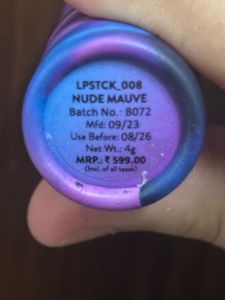 LPSTCK_008
NUDE MAUVE
Batch No.: B072
Mfd: 09/23
Use Before: 08/26
Net Wt.: 4g
MRP.: ₹ 599.00
(Incl. of all taxes)